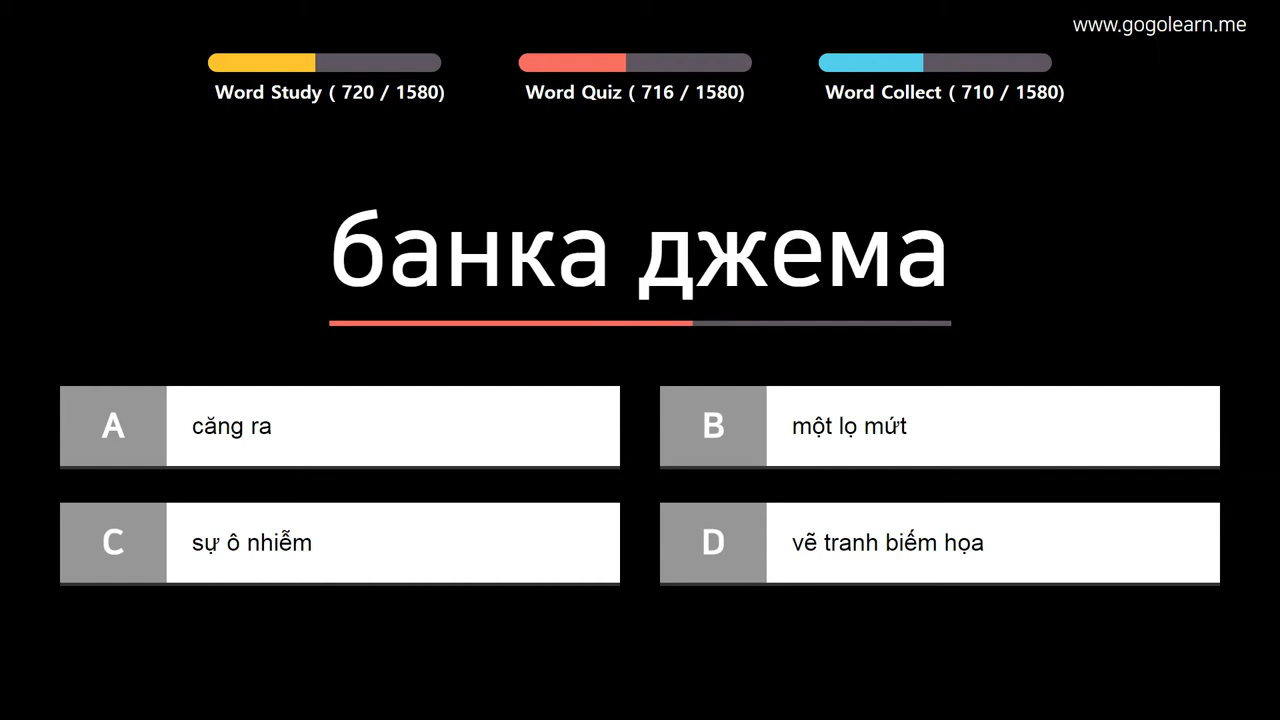 www.gogolearn.me
Word Study ( 720 / 1580)
Word Quiz ( 716 / 1580)
Word Collect ( 710 / 1580)
банка джема
A
căng ra
B
một lọ mứt
C
sự ô nhiễm
D
vẽ tranh biếm họa